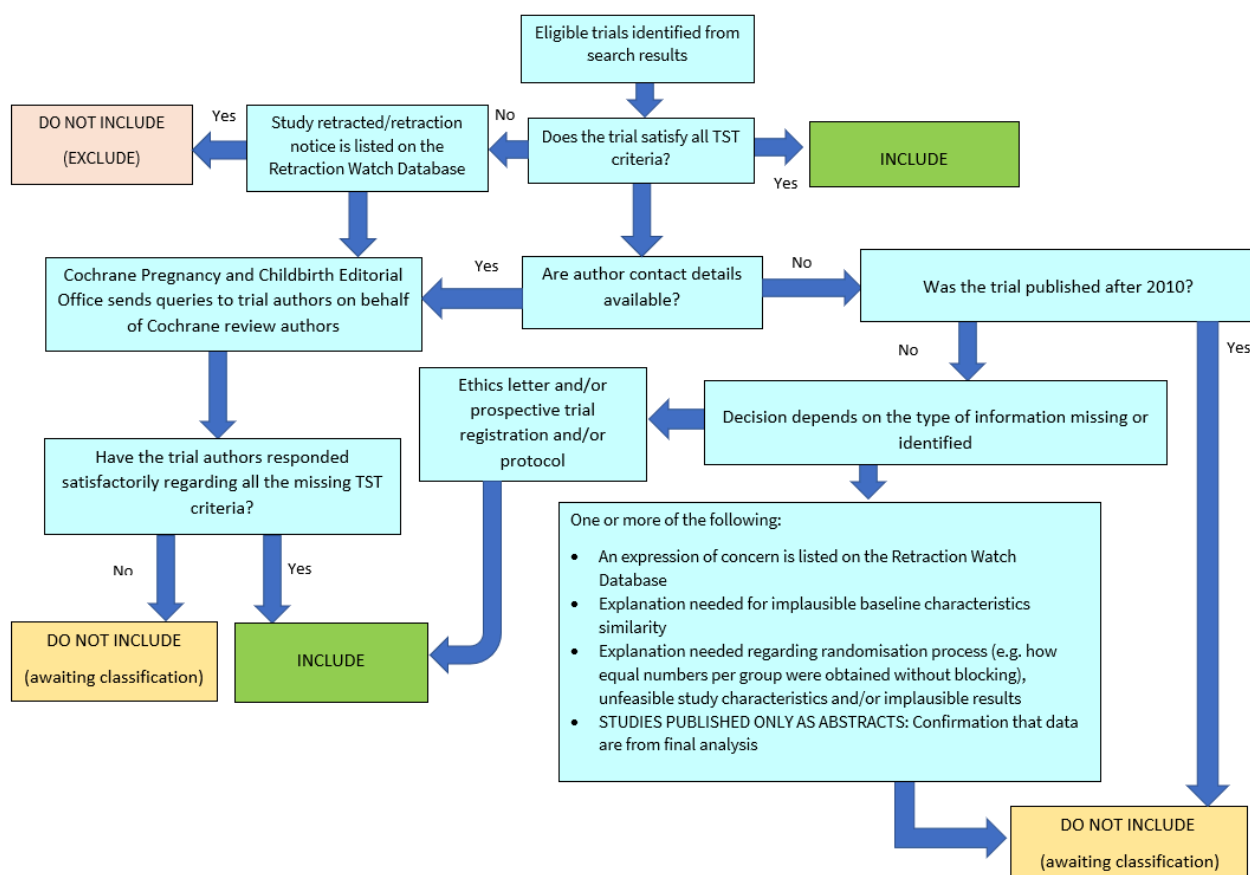 Eligible trials identified from
search results
Yes
No
DO NOT INCLUDE
(EXCLUDE)
Study retracted/retraction
notice is listed on the
Retraction Watch Database
Does the trial satisfy all TST
criteria?
INCLUDE
Yes
Cochrane Pregnancy and Childbirth Editorial
Office sends queries to trial authors on behalf
of Cochrane review authors
Yes
Are author contact details
available?
No
Was the trial published after 2010?
No
Yes
Ethics letter and/or
prospective trial
registration and/or
protocol
Decision depends on the type of information missing or
identified
Have the trial authors responded
satisfactorily regarding all the missing TST
criteria?
No
Yes
One or more of the following:
• An expression of concern is listed on the Retraction Watch
Database
• Explanation needed for implausible baseline characteristics
similarity
• Explanation needed regarding randomisation process (e.g. how
equal numbers per group were obtained without blocking),
unfeasible study characteristics and/or implausible results
• STUDIES PUBLISHED ONLY AS ABSTRACTS: Confirmation that data
are from final analysis
DO NOT INCLUDE
(awaiting classification)
INCLUDE
DO NOT INCLUDE
(awaiting classification)